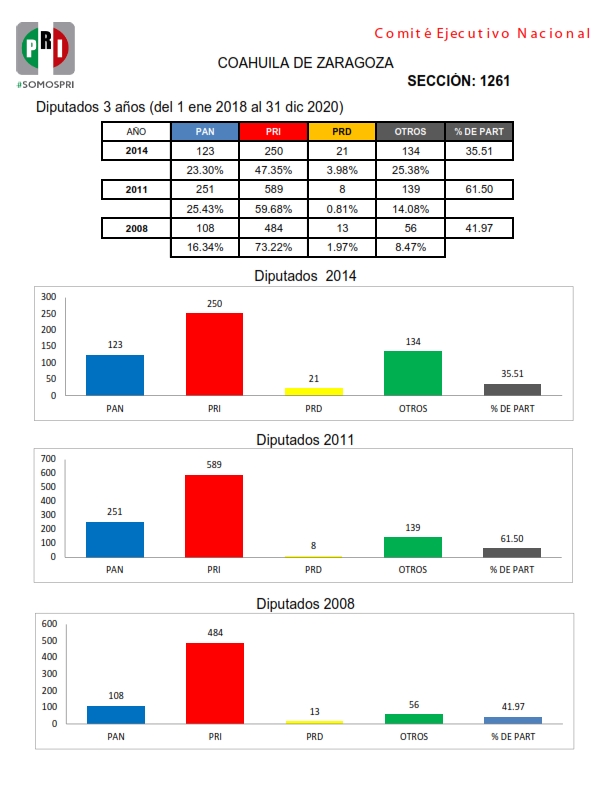 Comité Ejecutivo Nacional
PRI
#SOMOSPRI
COAHUILA DE ZARAGOZA
SECCIÓN: 1261
Diputados 3 años (del 1 ene 2018 al 31 dic 2020)
AÑO PAN PRI PRD OTROS % DE PART
2014 123 250 21 134 35.51
23.30% 47.35% 3.98% 25.38%
2011 251 589 8 139 61.50
25.43% 59.68% 0.81% 14.08%
2008 108 484 13 56 41.97
16.34% 73.22% 1.97% 8.47%
Diputados 2014
300
250
200
150
100
50
0
123 250 21 134 35.51
PAN PRI PRD OTROS % DE PART
Diputados 2011
700
600
500
400
300
200
100
0
251 589 8 139 61.50
PAN PRI PRD OTROS % DE PART
Diputados 2008
600
500
400
300
200
100
0
108 484 13 56 41.97
PAN PRI PRD OTROS % DE PART